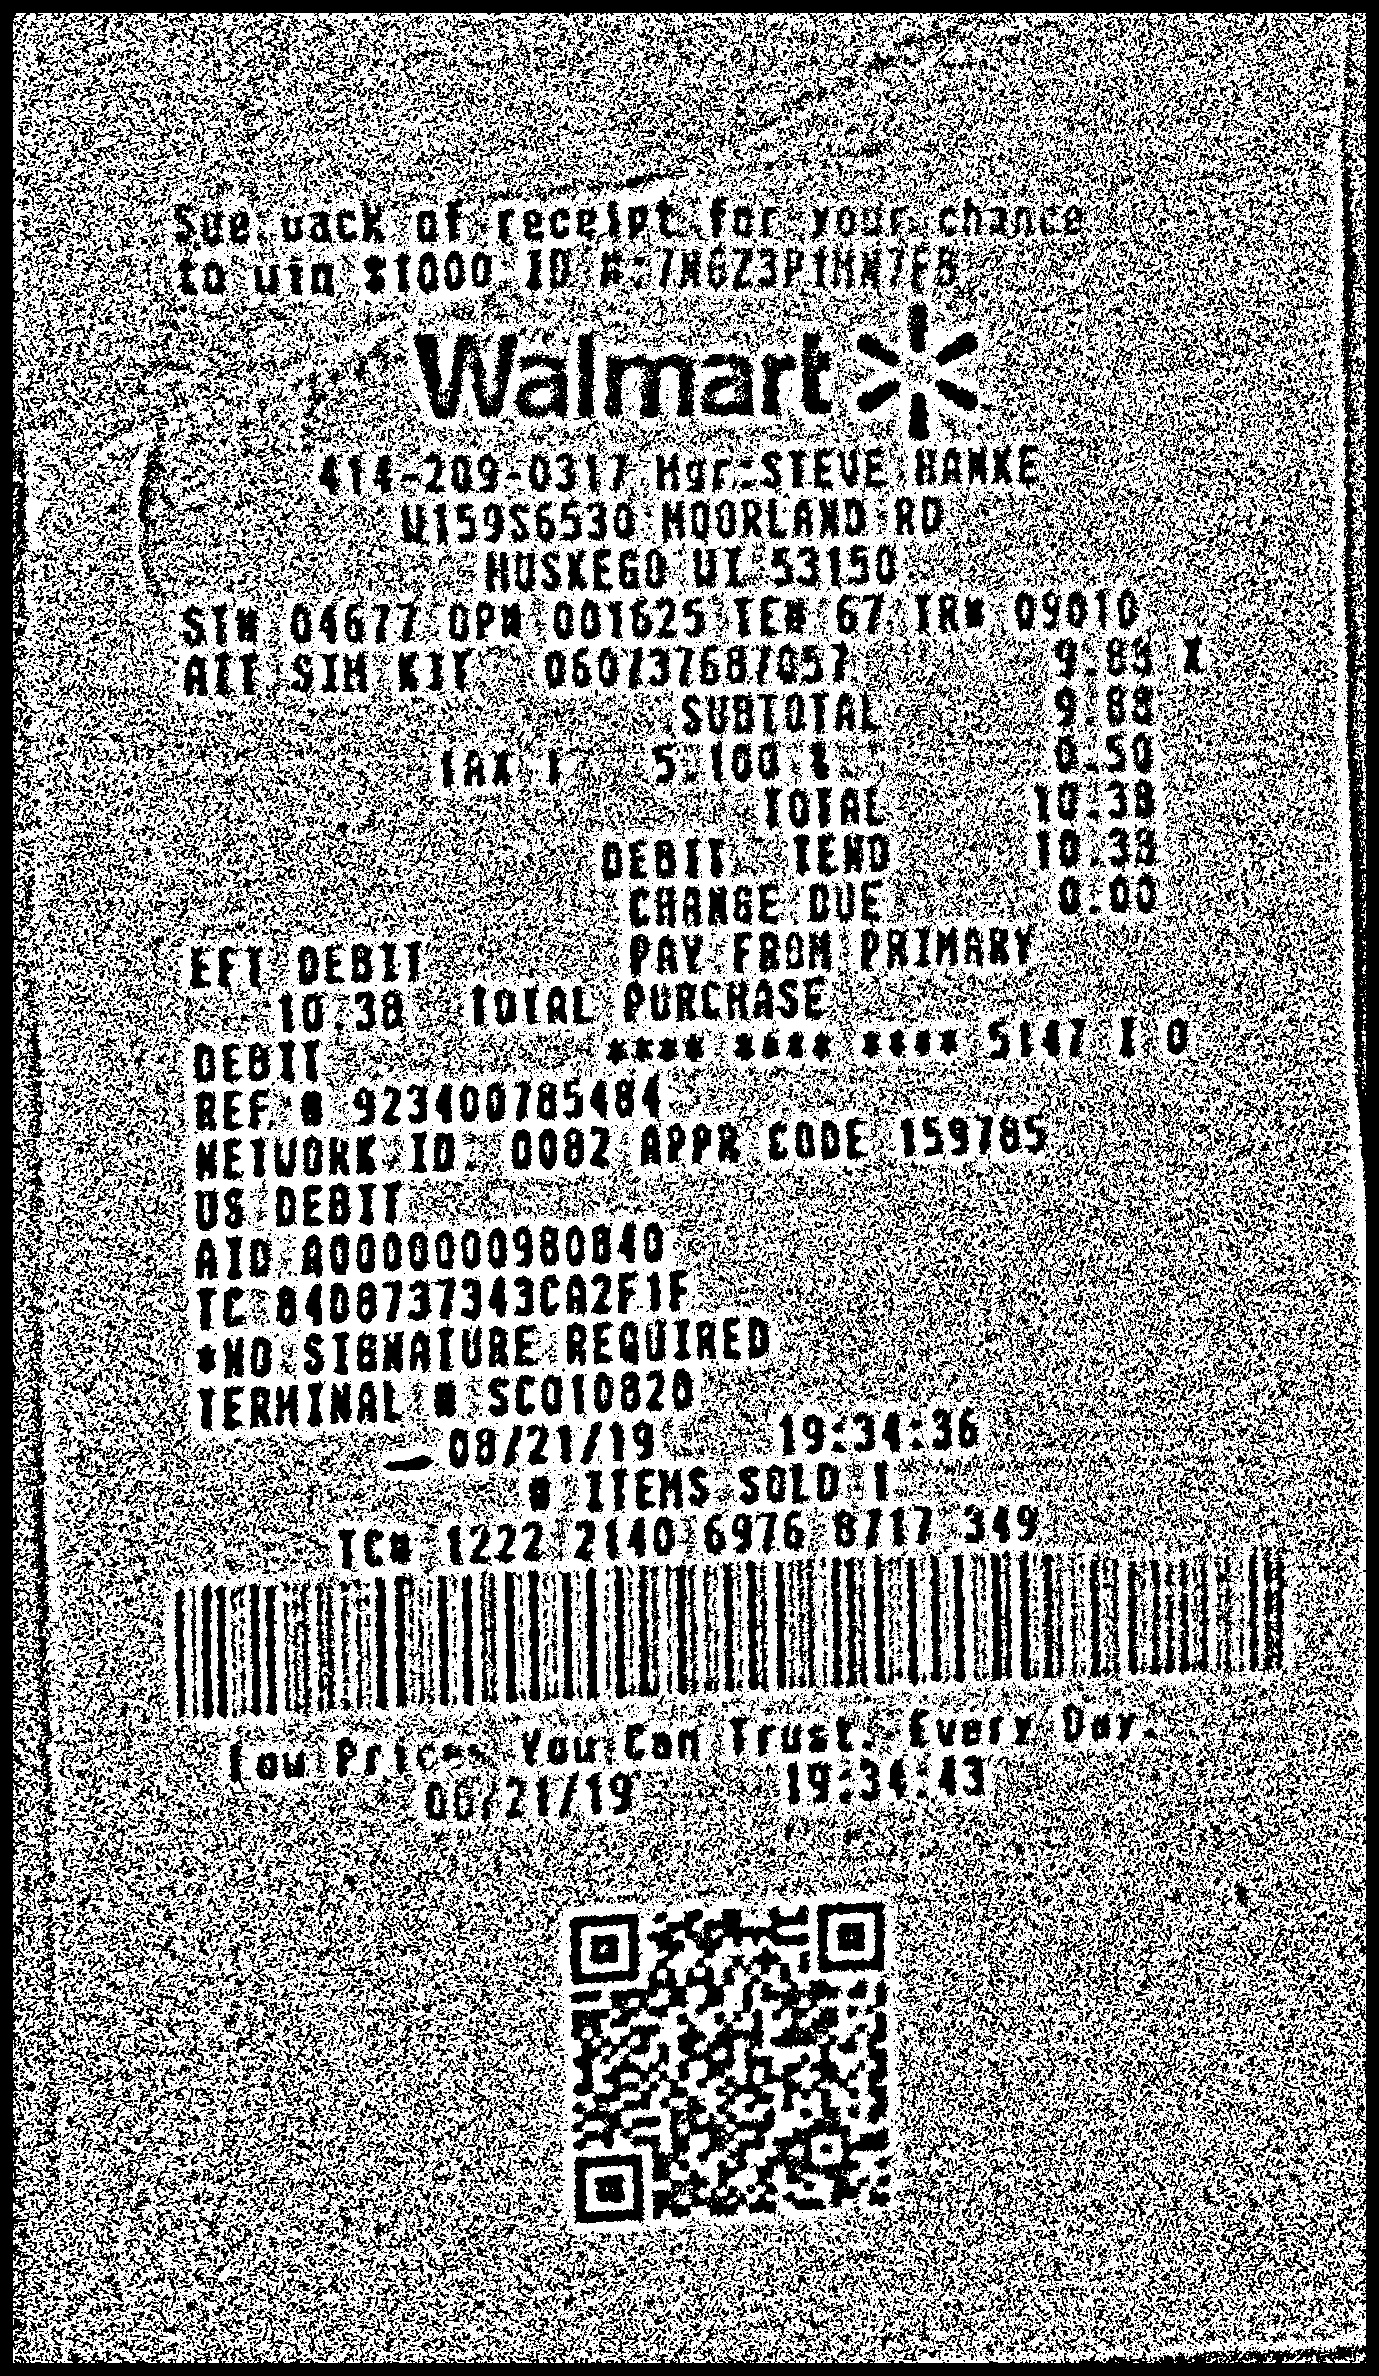 See back of receipt for your chance
to win $1000 ID #:7NGZ3P1MN7FB
Walmart
414-209-0317 Mgr:STEVE HANKE
W159S6530 MOORLAND RD
MUSKEGO WI 53150
ST# 04677 OP# 001625 TE# 67 TR# 09010
ATT SIM KIT 060737687057 9.88 X
SUBTOTAL 9.88
TAX 1 5.100 % 0.50
TOTAL 10.38
DEBIT TEND 10.38
CHANGE DUE 0.00
EFT DEBIT PAY FROM PRIMARY
10.38 TOTAL PURCHASE
DEBIT **** **** **** 5147 I 0
REF # 923400785484
NETWORK ID. 0082 APPR CODE 159785
US DEBIT
AID A0000000980840
TC 8408737343CA2F1F
*NO SIGNATURE REQUIRED
TERMINAL # SC010820
08/21/19 19:34:36
# ITEMS SOLD 1
TC# 1222 2140 6976 8717 349
Low Prices You Can Trust. Every Day.
08/21/19 19:34:43